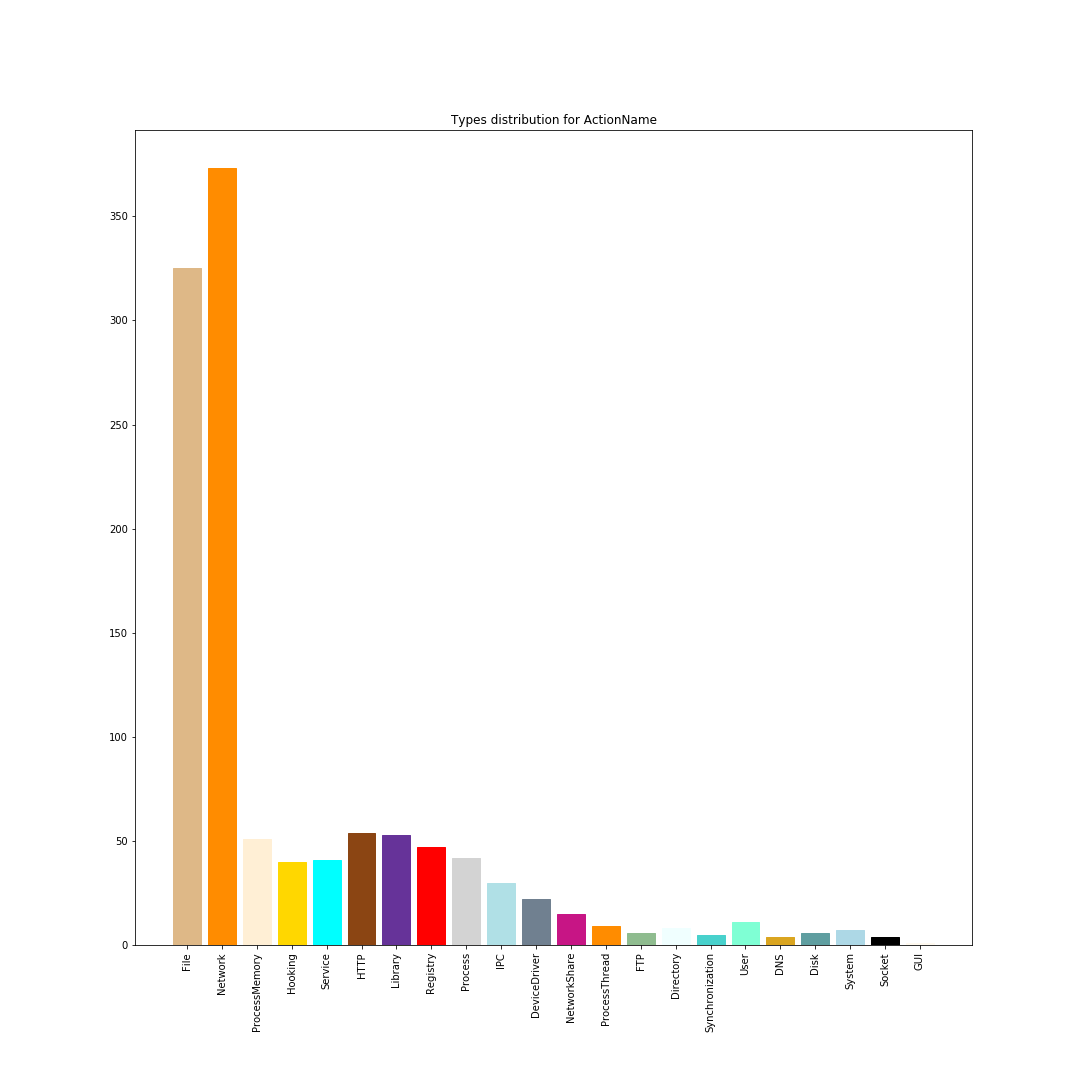 Types distribution for ActionName
350
300
250
200
150
100
50
0
File
Network
ProcessMemory
Hooking
Service
HTTP
Library
Registry
Process
IPC
DeviceDriver
NetworkShare
ProcessThread
FTP
Directory
Synchronization
User
DNS
Disk
System
Socket
GUI